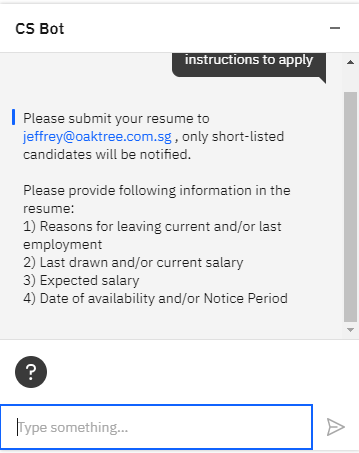 CS Bot
instructions to apply
Please submit your resume to
jeffrey@oaktree.com.sg , only short-listed
candidates will be notified.
Please provide following information in the
resume:
1) Reasons for leaving current and/or last
employment
2) Last drawn and/or current salary
3) Expected salary
4) Date of availability and/or Notice Period
?
Type something...